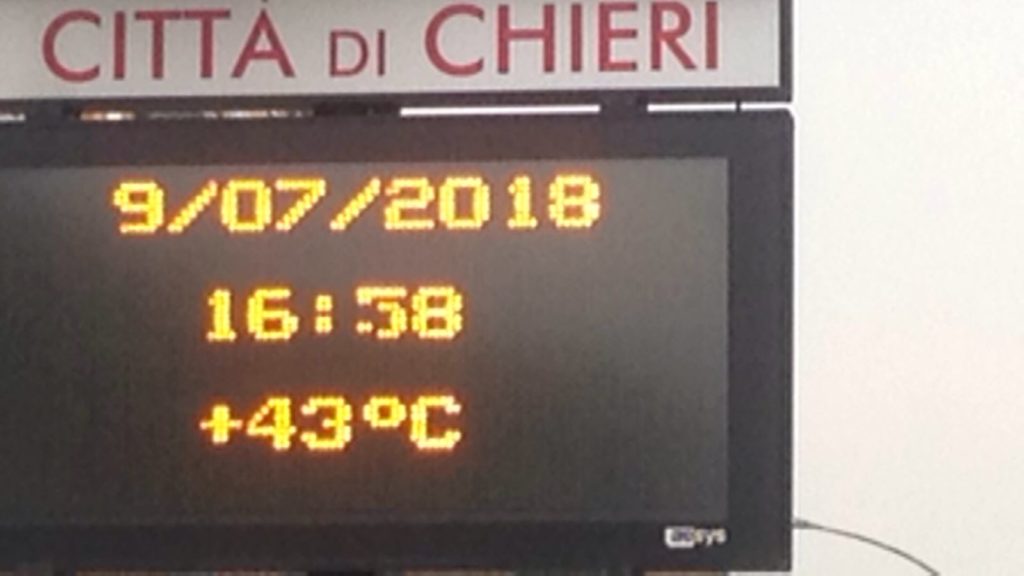 CITTÀ DI CHIERI
9/07/2018
16:58
+43°C